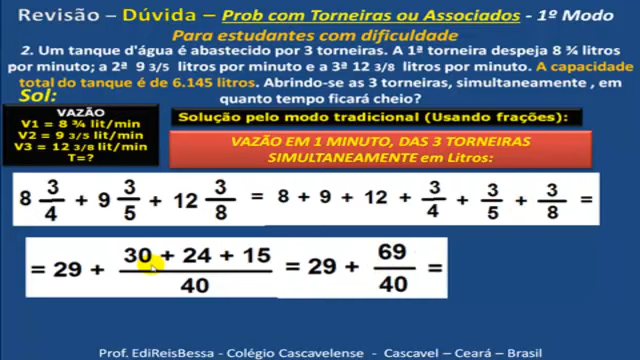 Revisão – Dúvida – Prob com Torneiras ou Associados - 1º Modo
Para estudantes com dificuldade
2. Um tanque d'água é abastecido por 3 torneiras. A 1ª torneira despeja 8 ¾ litros
por minuto; a 2ª 9 3/5 litros por minuto e a 3ª 12 3/8 litros por minuto. A capacidade
total do tanque é de 6.145 litros. Abrindo-se as 3 torneiras, simultaneamente , em
quanto tempo ficará cheio?
Sol:
VAZÃO
V1 = 8 ¾ lit/min
V2 = 9 3/5 lit/min
V3 = 12 3/8 lit/min
T=?
Solução pelo modo tradicional (Usando frações):
VAZÃO EM 1 MINUTO, DAS 3 TORNEIRAS
SIMULTANEAMENTE em Litros:
8 3/4 + 9 3/5 + 12 3/8 = 8 + 9 + 12 + 3/4 + 3/5 + 3/8 =
= 29 + 30 + 24 + 15/40 = 29 + 69/40 =
Prof. EdiReisBessa - Colégio Cascavelense - Cascavel – Ceará – Brasil